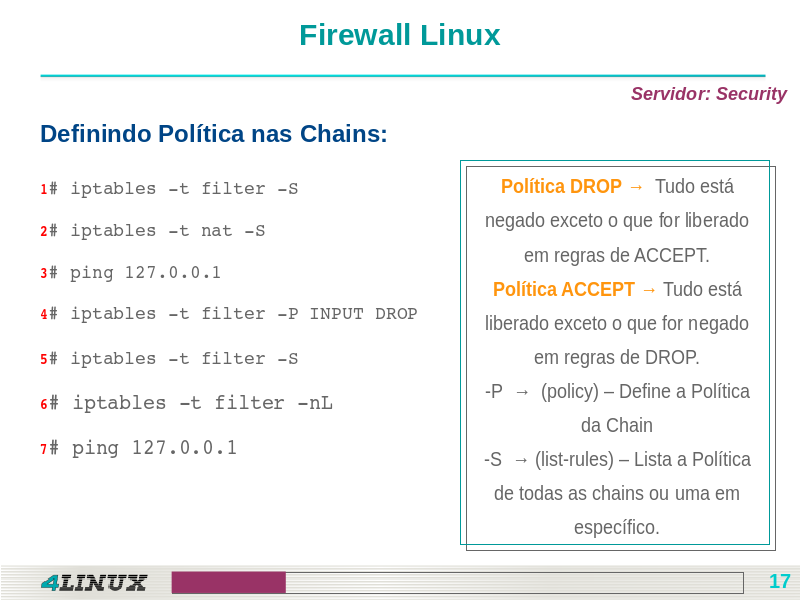 Firewall Linux
Servidor: Security
Definindo Política nas Chains:
1# iptables -t filter -S
2# iptables -t nat -S
3# ping 127.0.0.1
4# iptables -t filter -P INPUT DROP
5# iptables -t filter -S
6# iptables -t filter -nL
7# ping 127.0.0.1
Política DROP → Tudo está
negado exceto o que for liberado
em regras de ACCEPT.
Política ACCEPT → Tudo está
liberado exceto o que for negado
em regras de DROP.
-P → (policy) – Define a Política
da Chain
-S → (list-rules) – Lista a Política
de todas as chains ou uma em
específico.
4LINUX
17